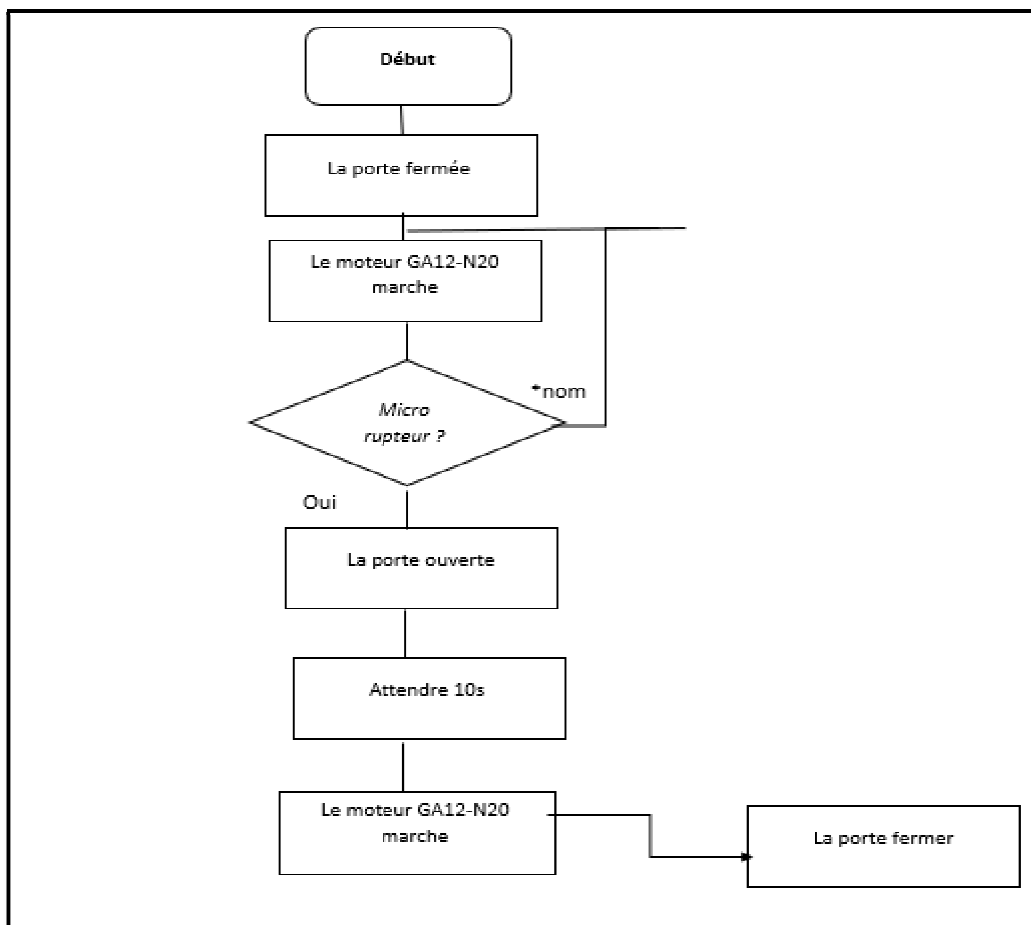 Début
La porte fermée
Le moteur GA12-N20
marche
*nom
Micro
rupteur ?
Oui
La porte ouverte
Attendre 10s
Le moteur GA12-N20
marche
La porte fermer